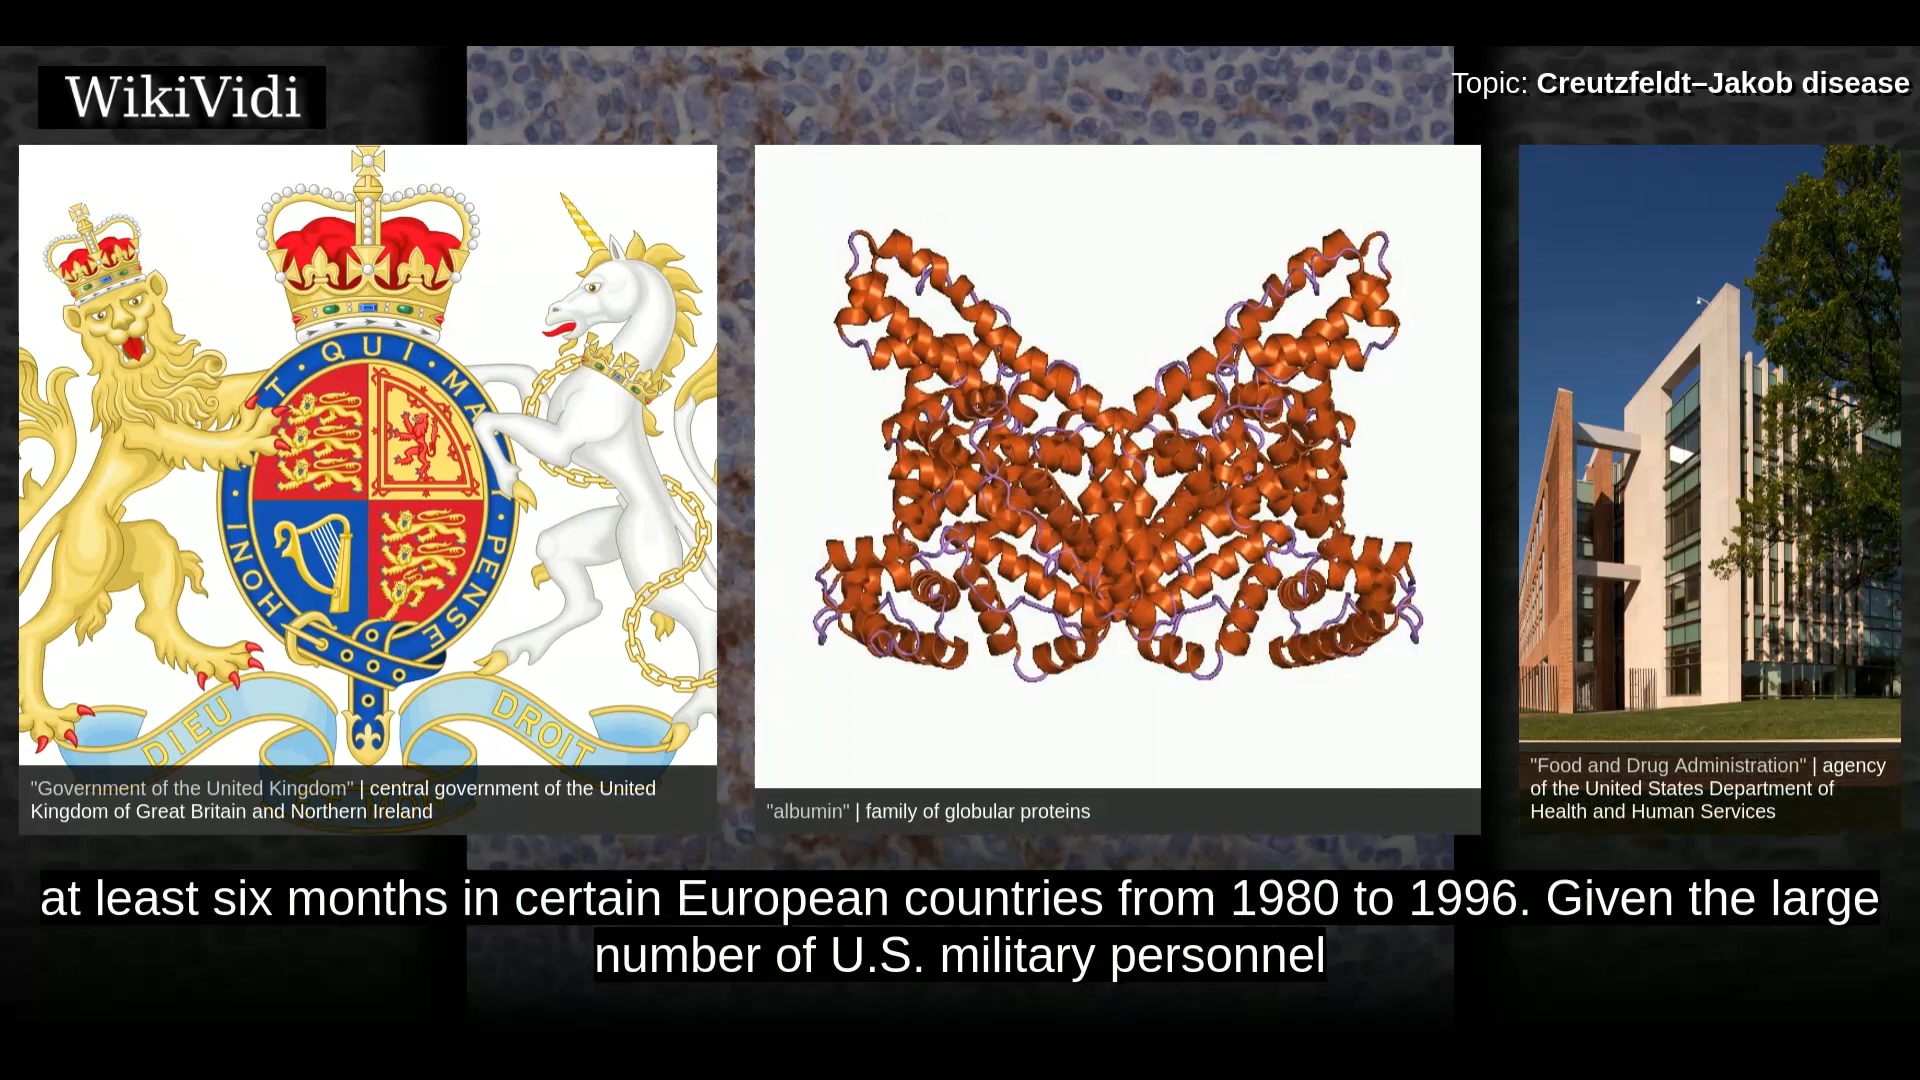 WikiVidi
Topic: Creutzfeldt–Jakob disease
T · QUI · MA
HONI
· PENSE
DIEU
DROIT
"Government of the United Kingdom" | central government of the United
Kingdom of Great Britain and Northern Ireland
"albumin" | family of globular proteins
"Food and Drug Administration" | agency
of the United States Department of
Health and Human Services
at least six months in certain European countries from 1980 to 1996. Given the large
number of U.S. military personnel